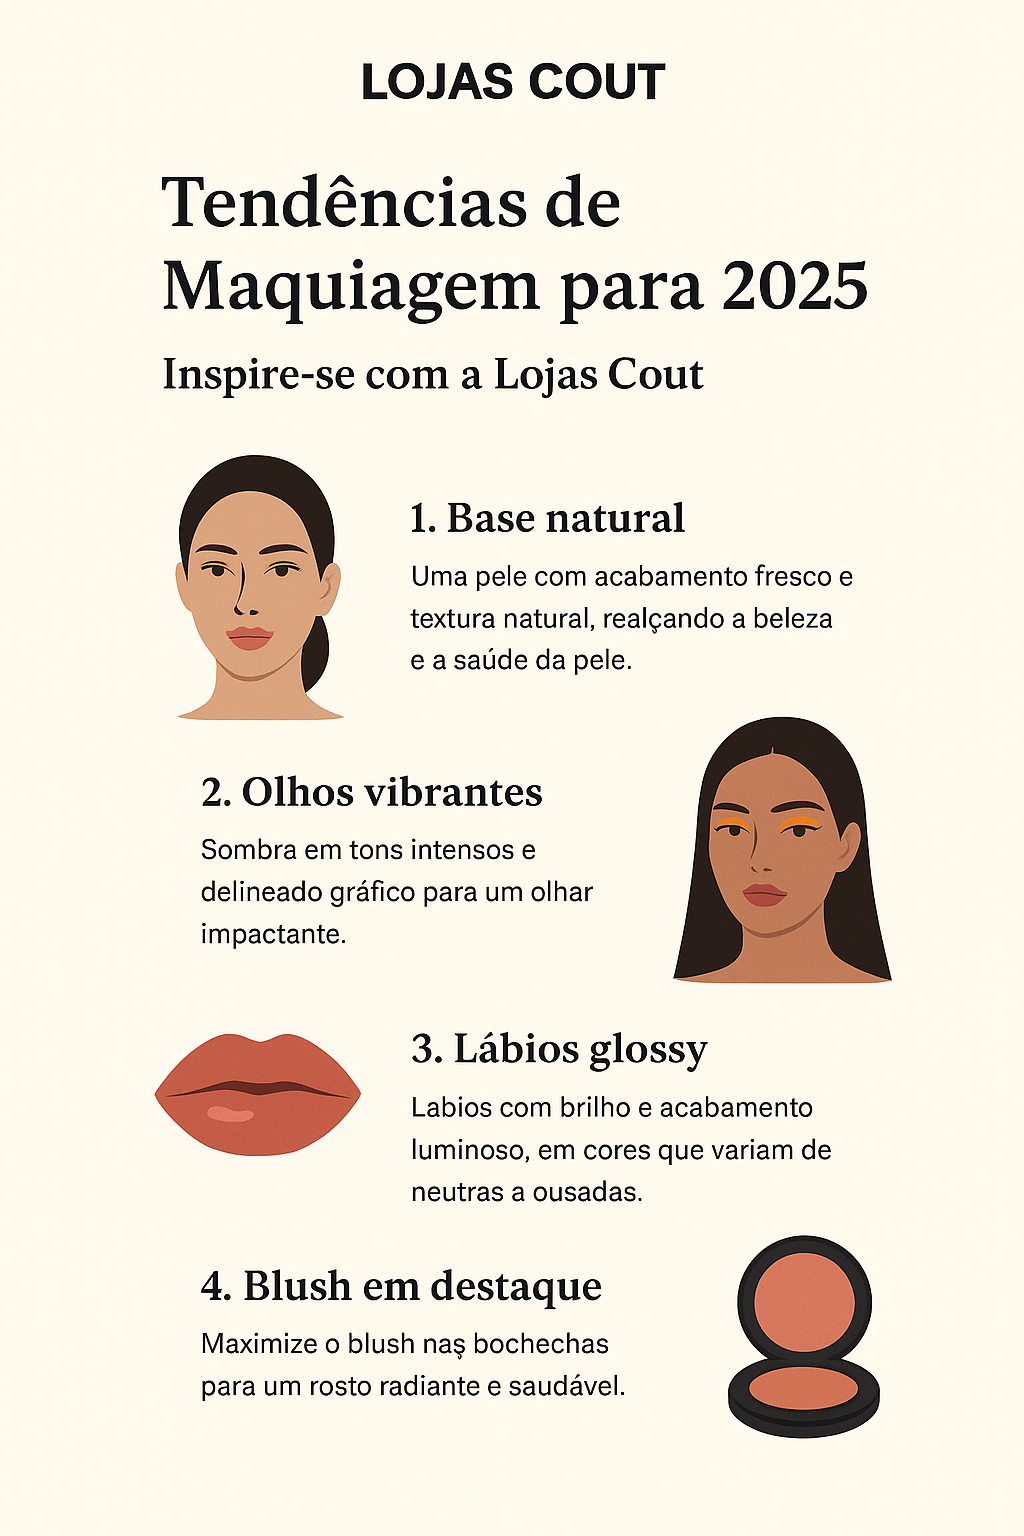 LOJAS COUT
Tendências de
Maquiagem para 2025
Inspire-se com a Lojas Cout
1. Base natural
Uma pele com acabamento fresco e
textura natural, realçando a beleza
e a saúde da pele.
2. Olhos vibrantes
Sombra em tons intensos e
delineado gráfico para um olhar
impactante.
3. Lábios glossy
Labios com brilho e acabamento
luminoso, em cores que variam de
neutras a ousadas.
4. Blush em destaque
Maximize o blush naş bochechas
para um rosto radiante e saudável.